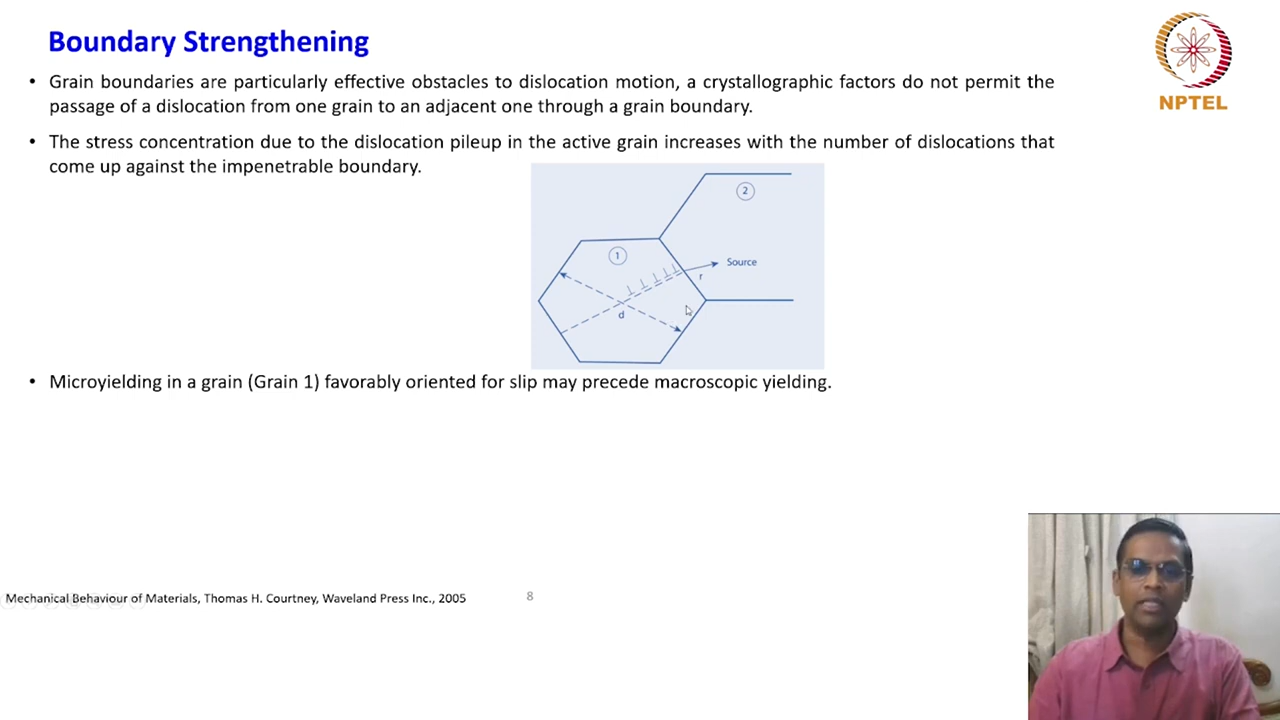 Boundary Strengthening
• Grain boundaries are particularly effective obstacles to dislocation motion, a crystallographic factors do not permit the
passage of a dislocation from one grain to an adjacent one through a grain boundary.
• The stress concentration due to the dislocation pileup in the active grain increases with the number of dislocations that
come up against the impenetrable boundary.
2
1
Source
r
d
• Microyielding in a grain (Grain 1) favorably oriented for slip may precede macroscopic yielding.
Mechanical Behaviour of Materials, Thomas H. Courtney, Waveland Press Inc., 2005
8
NPTEL